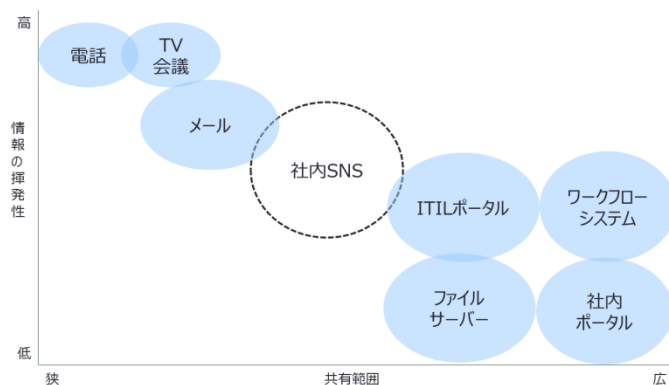 高
電話
TV
会議
メール
情報の揮発性
社内SNS
ITILポータル
ワークフロー
システム
ファイル
サーバー
社内
ポータル
低
狭
共有範囲
広